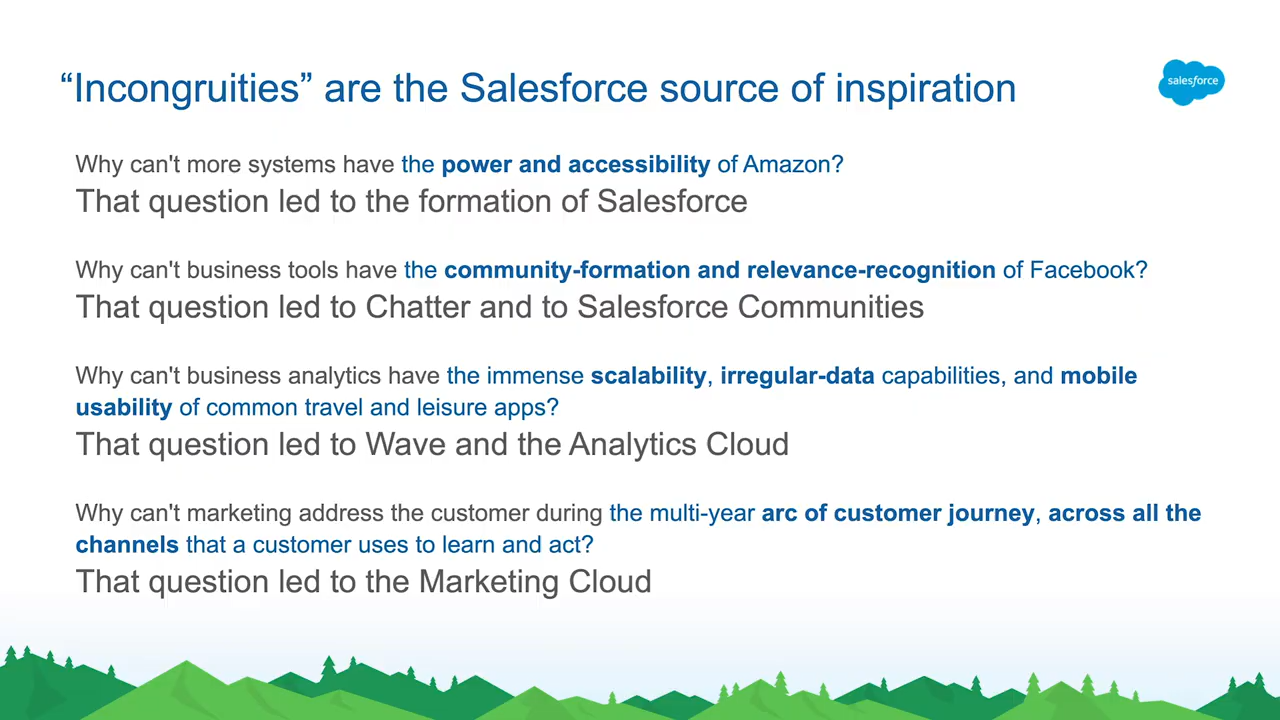 “Incongruities” are the Salesforce source of inspiration
salesforce
Why can't more systems have the power and accessibility of Amazon?
That question led to the formation of Salesforce
Why can't business tools have the community-formation and relevance-recognition of Facebook?
That question led to Chatter and to Salesforce Communities
Why can't business analytics have the immense scalability, irregular-data capabilities, and mobile
usability of common travel and leisure apps?
That question led to Wave and the Analytics Cloud
Why can't marketing address the customer during the multi-year arc of customer journey, across all the
channels that a customer uses to learn and act?
That question led to the Marketing Cloud